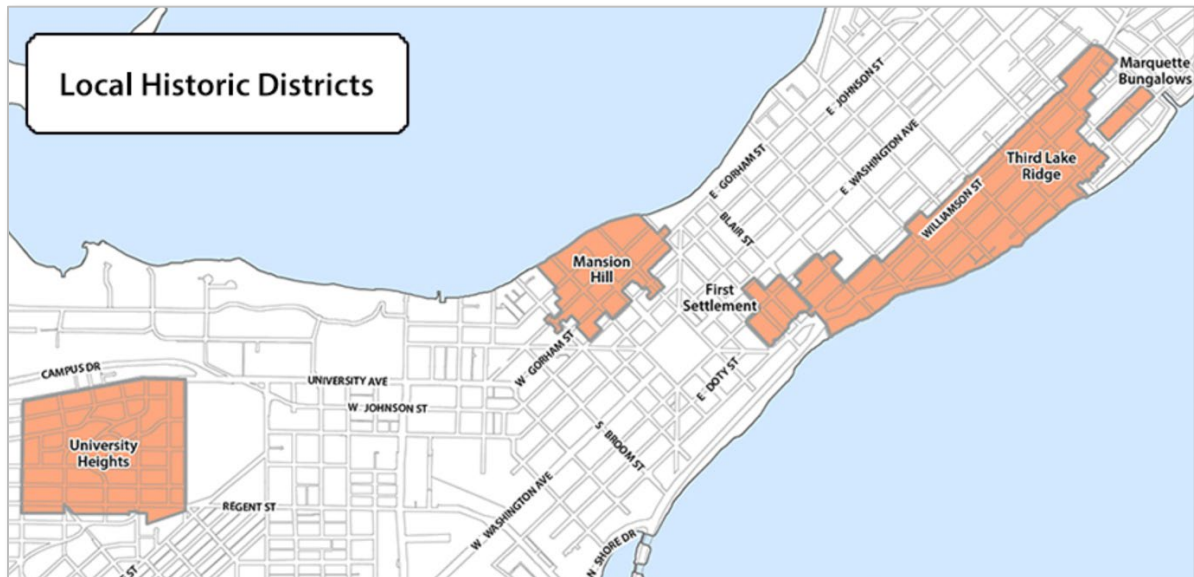 Local Historic Districts
Marquette
Bungalows
E JOHNSON ST
E GORHAM ST
E WASHINGTON AVE
Third Lake
Ridge
WILLIAMSON ST
BLAIR ST
Mansion
Hill
First
Settlement
W GORHAM ST
E DOTY ST
CAMPUS DR
UNIVERSITY AVE
W JOHNSON ST
S BROOM ST
University
Heights
W WASHINGTON AVE
REGENT ST
N SHORE DR